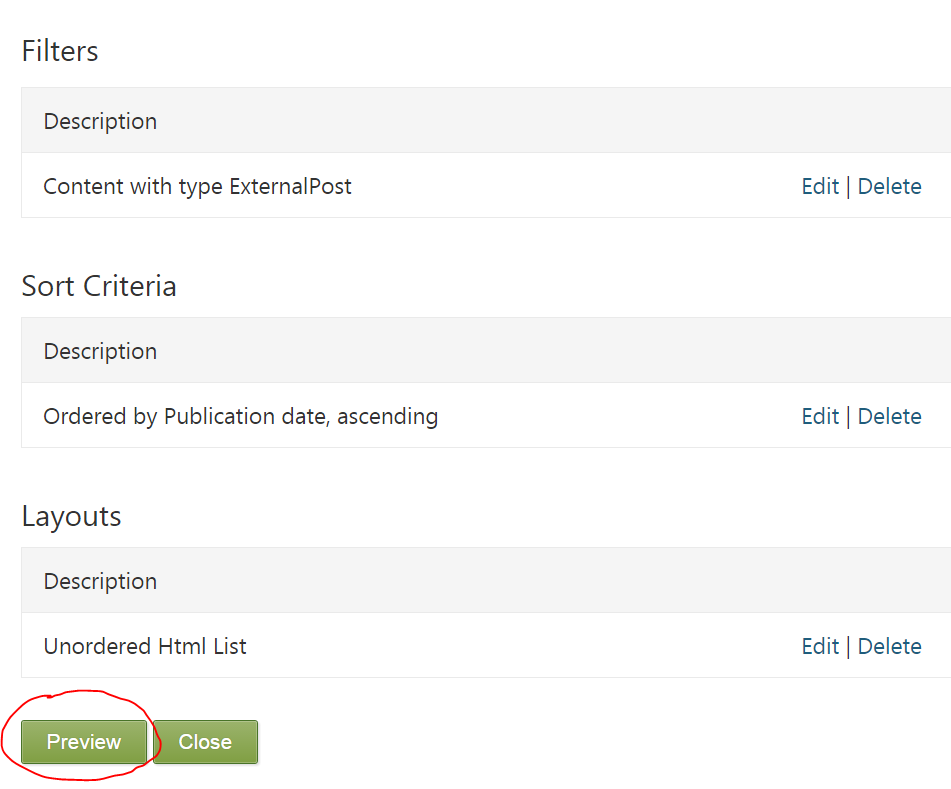 Filters
Description
Content with type ExternalPost Edit | Delete
Sort Criteria
Description
Ordered by Publication date, ascending Edit | Delete
Layouts
Description
Unordered Html List Edit | Delete
Preview Close